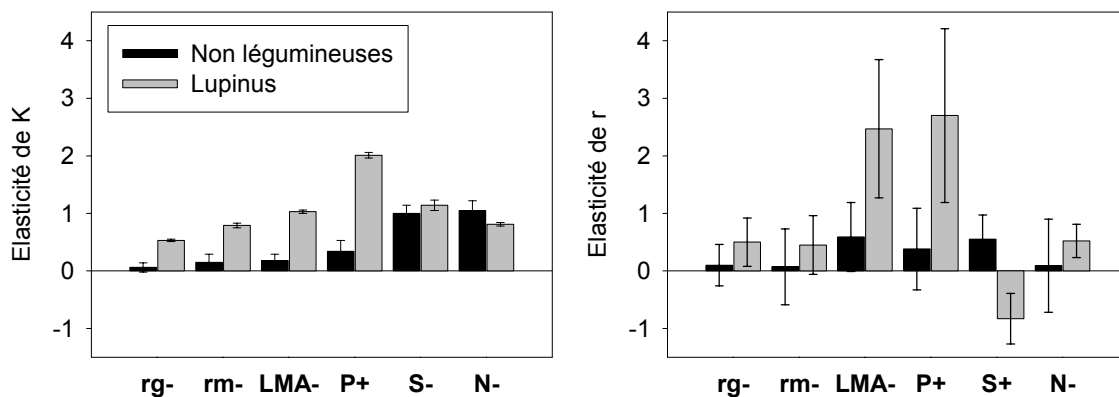 Elasticité de K
4
3
2
1
0
-1
Non légumineuses
Lupinus
rg- rm- LMA- P+ S- N-
Elasticité de r
4
3
2
1
0
-1
rg- rm- LMA- P+ S+ N-